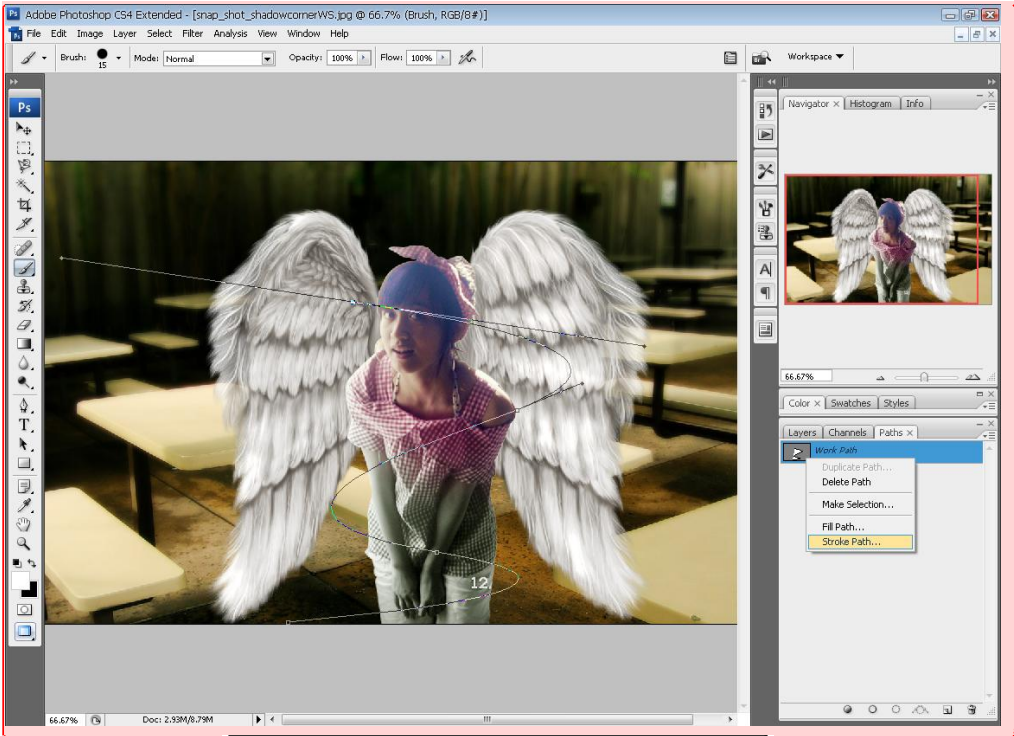 Ps Adobe Photoshop CS4 Extended - [snap_shot_shadowcornerWS.jpg @ 66.7% (Brush, RGB/8#)]
File Edit Image Layer Select Filter Analysis View Window Help
Brush: 15 Mode: Normal Opacity: 100% Flow: 100% Workspace
Ps
Navigator × Histogram Info
66.67%
Color × Swatches Styles
Layers Channels Paths ×
Work Path
Duplicate Path...
Delete Path
Make Selection...
Fill Path...
Stroke Path...
12.
66.67% Doc: 2.93M/8.79M